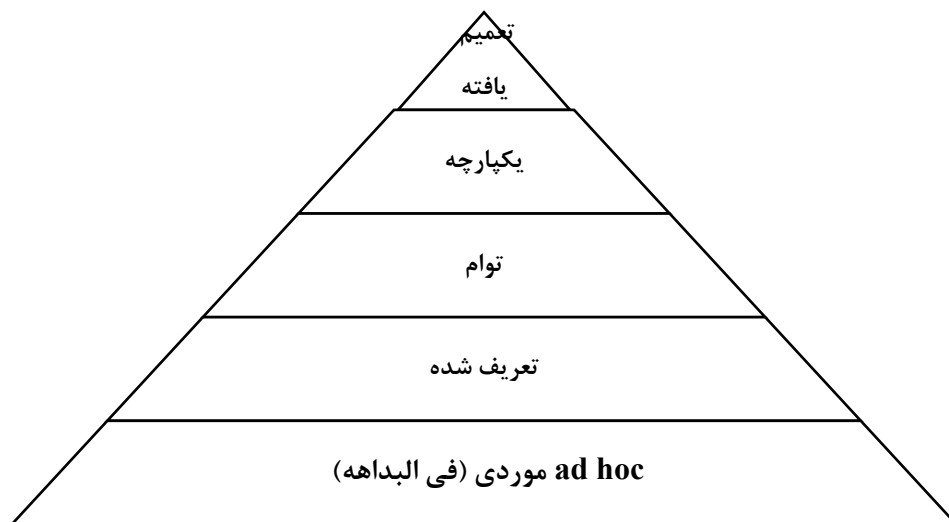 تعمیم
یافته
یکپارچه
توام
تعریف شده
ad hoc موردی (فی البداهه)